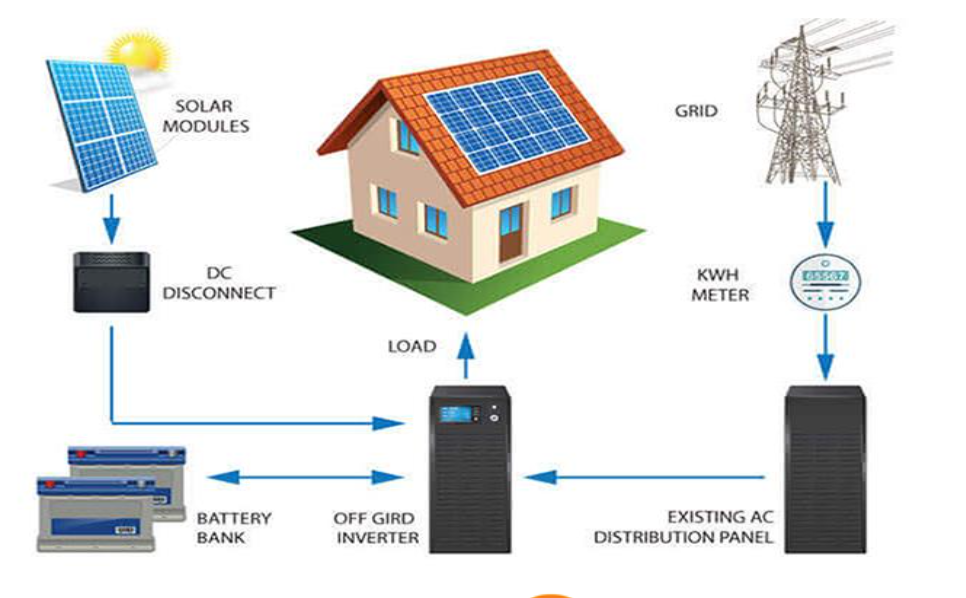 SOLAR
MODULES
GRID
DC
DISCONNECT
KWH
METER
65567
LOAD
BATTERY
BANK
OFF GIRD
INVERTER
EXISTING AC
DISTRIBUTION PANEL